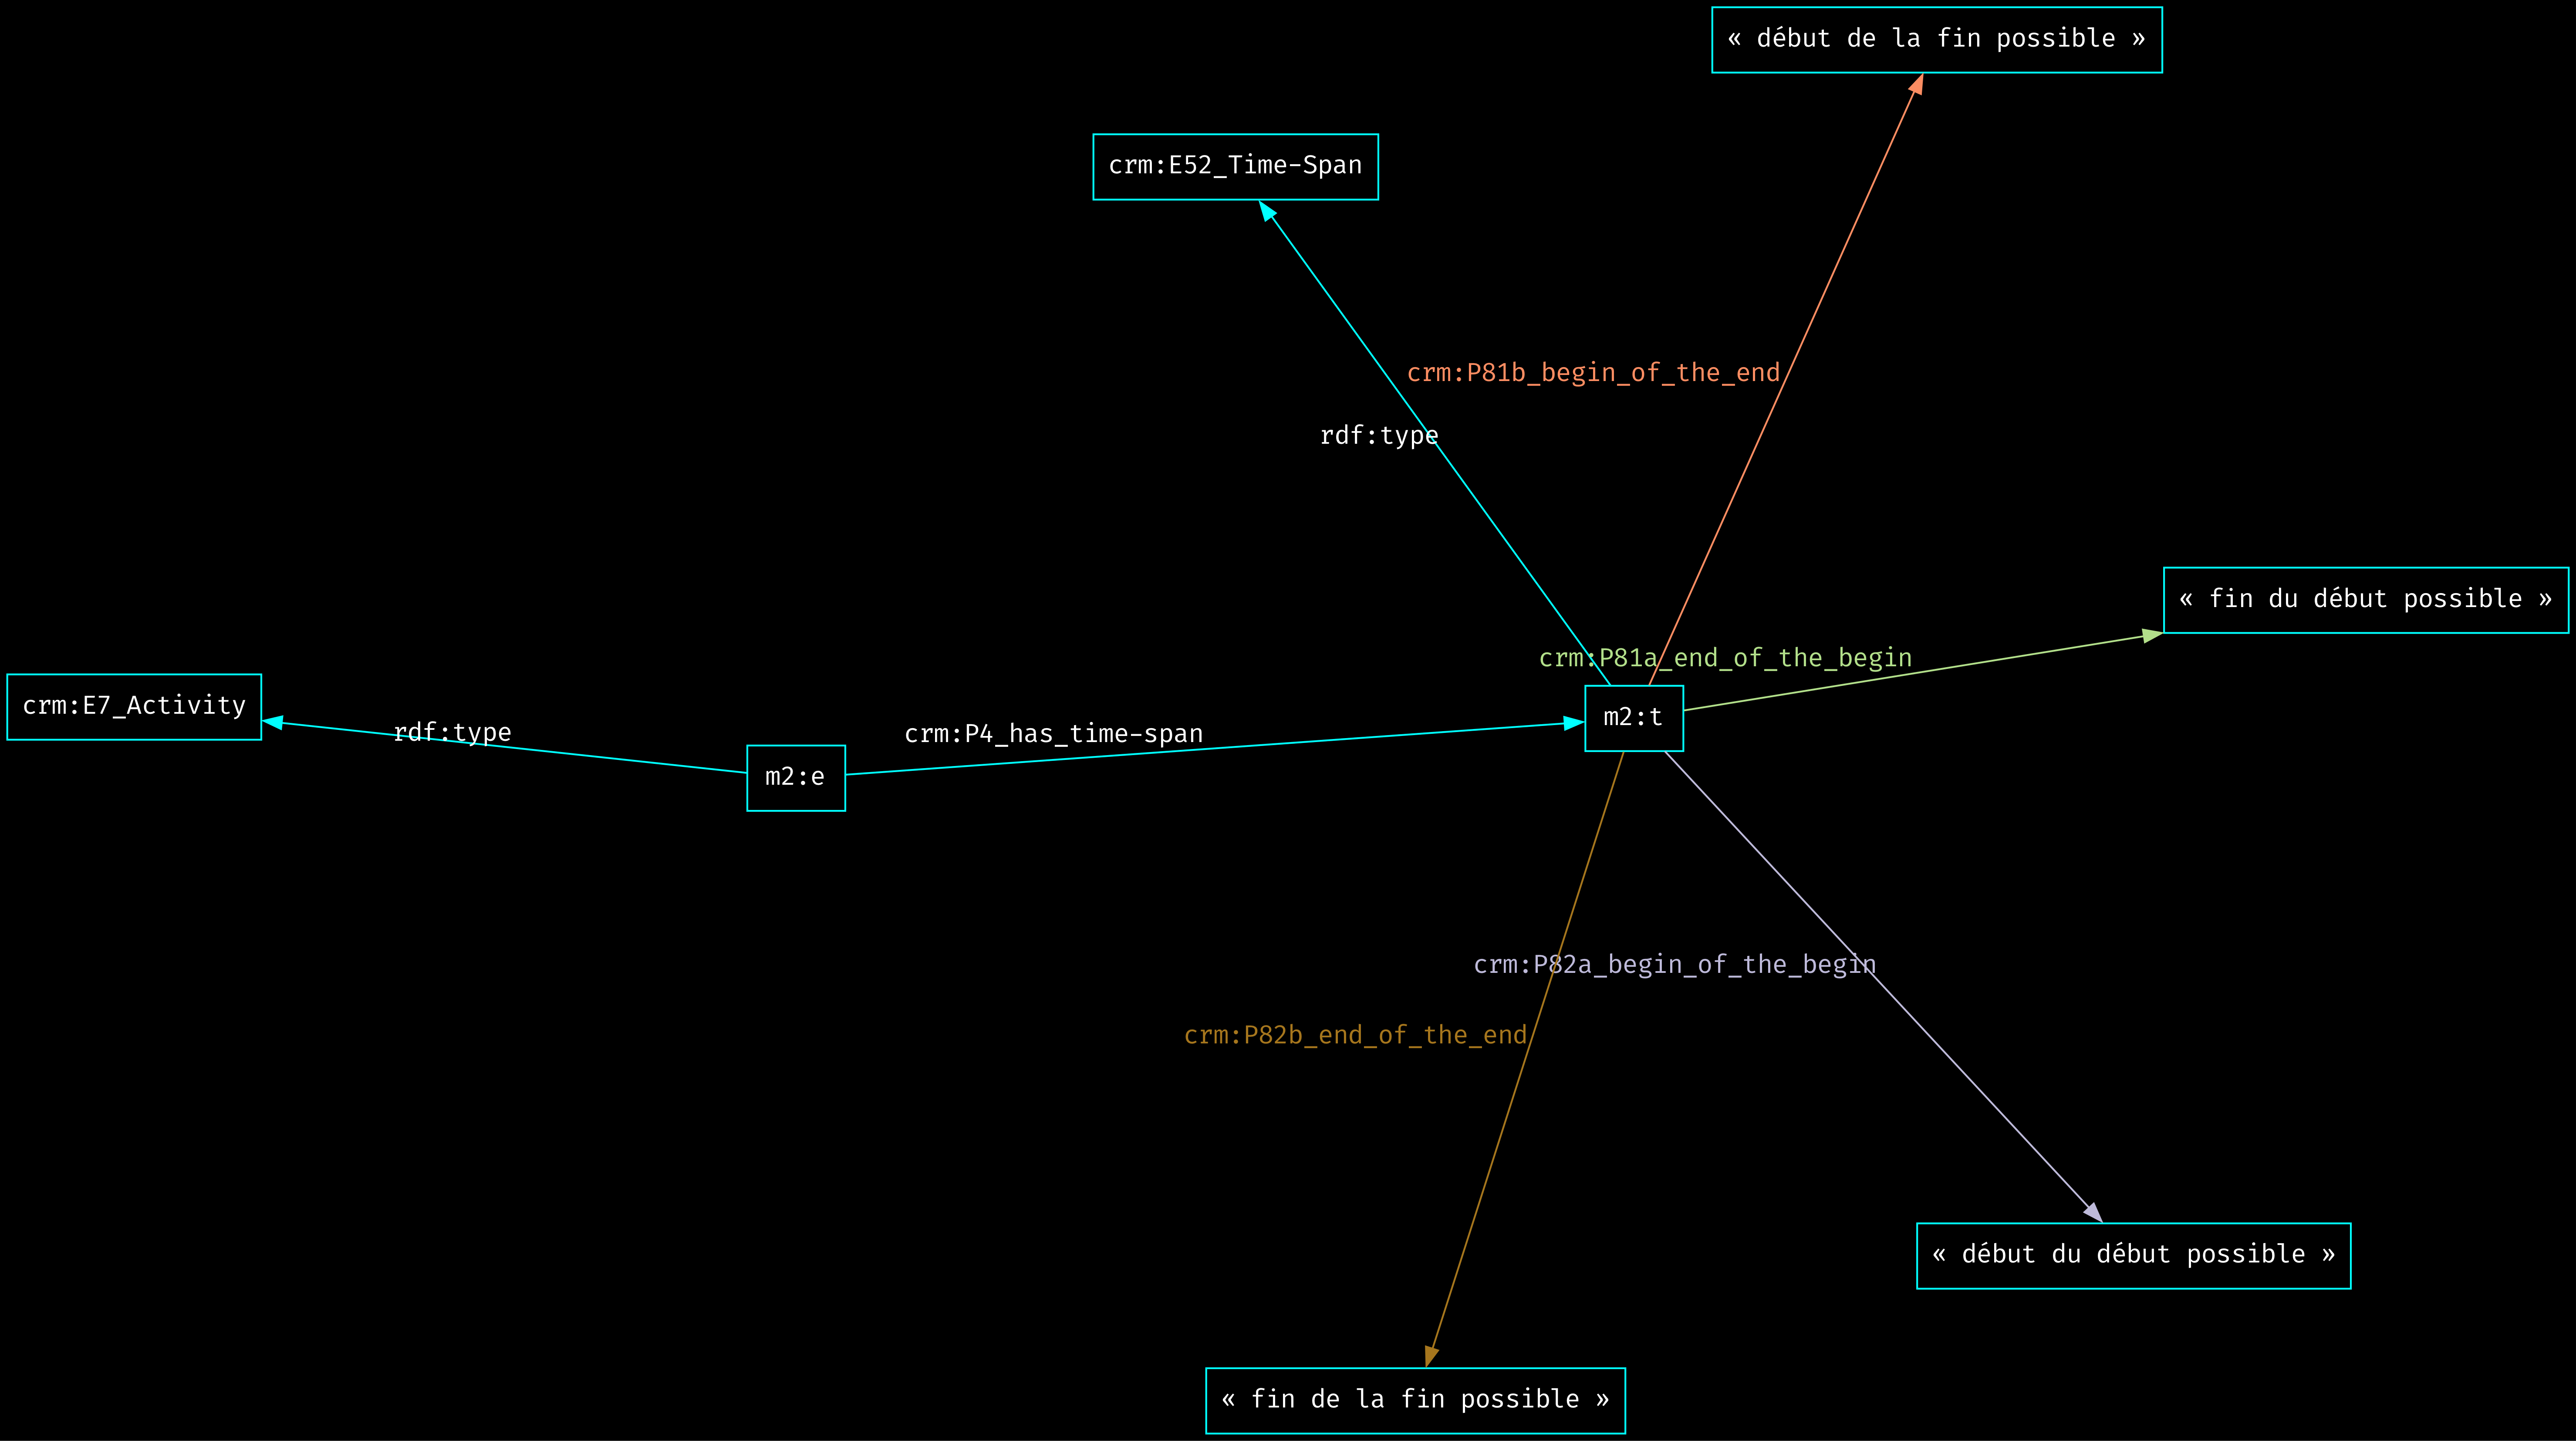 « début de la fin possible »
crm:E52_Time-Span
crm:P81b_begin_of_the_end
rdf:type
« fin du début possible »
crm:P81a_end_of_the_begin
crm:E7_Activity
rdf:type
crm:P4_has_time-span
m2:t
m2:e
crm:P82a_begin_of_the_begin
crm:P82b_end_of_the_end
« début du début possible »
« fin de la fin possible »